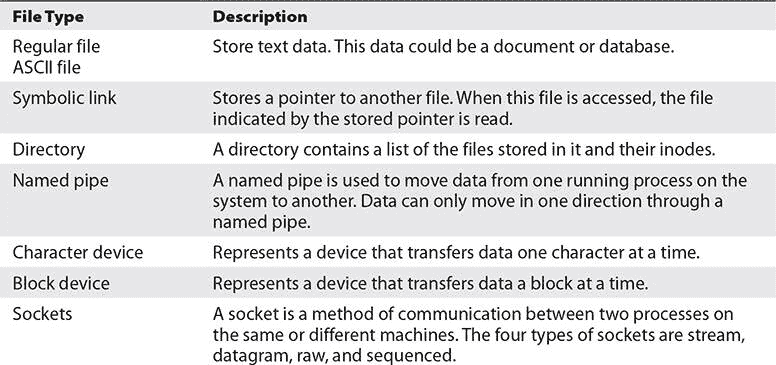 File Type Description
Regular file Store text data. This data could be a document or database.
ASCII file
Symbolic link Stores a pointer to another file. When this file is accessed, the file
indicated by the stored pointer is read.
Directory A directory contains a list of the files stored in it and their inodes.
Named pipe A named pipe is used to move data from one running process on the
system to another. Data can only move in one direction through a
named pipe.
Character device Represents a device that transfers data one character at a time.
Block device Represents a device that transfers data a block at a time.
Sockets A socket is a method of communication between two processes on
the same or different machines. The four types of sockets are stream,
datagram, raw, and sequenced.